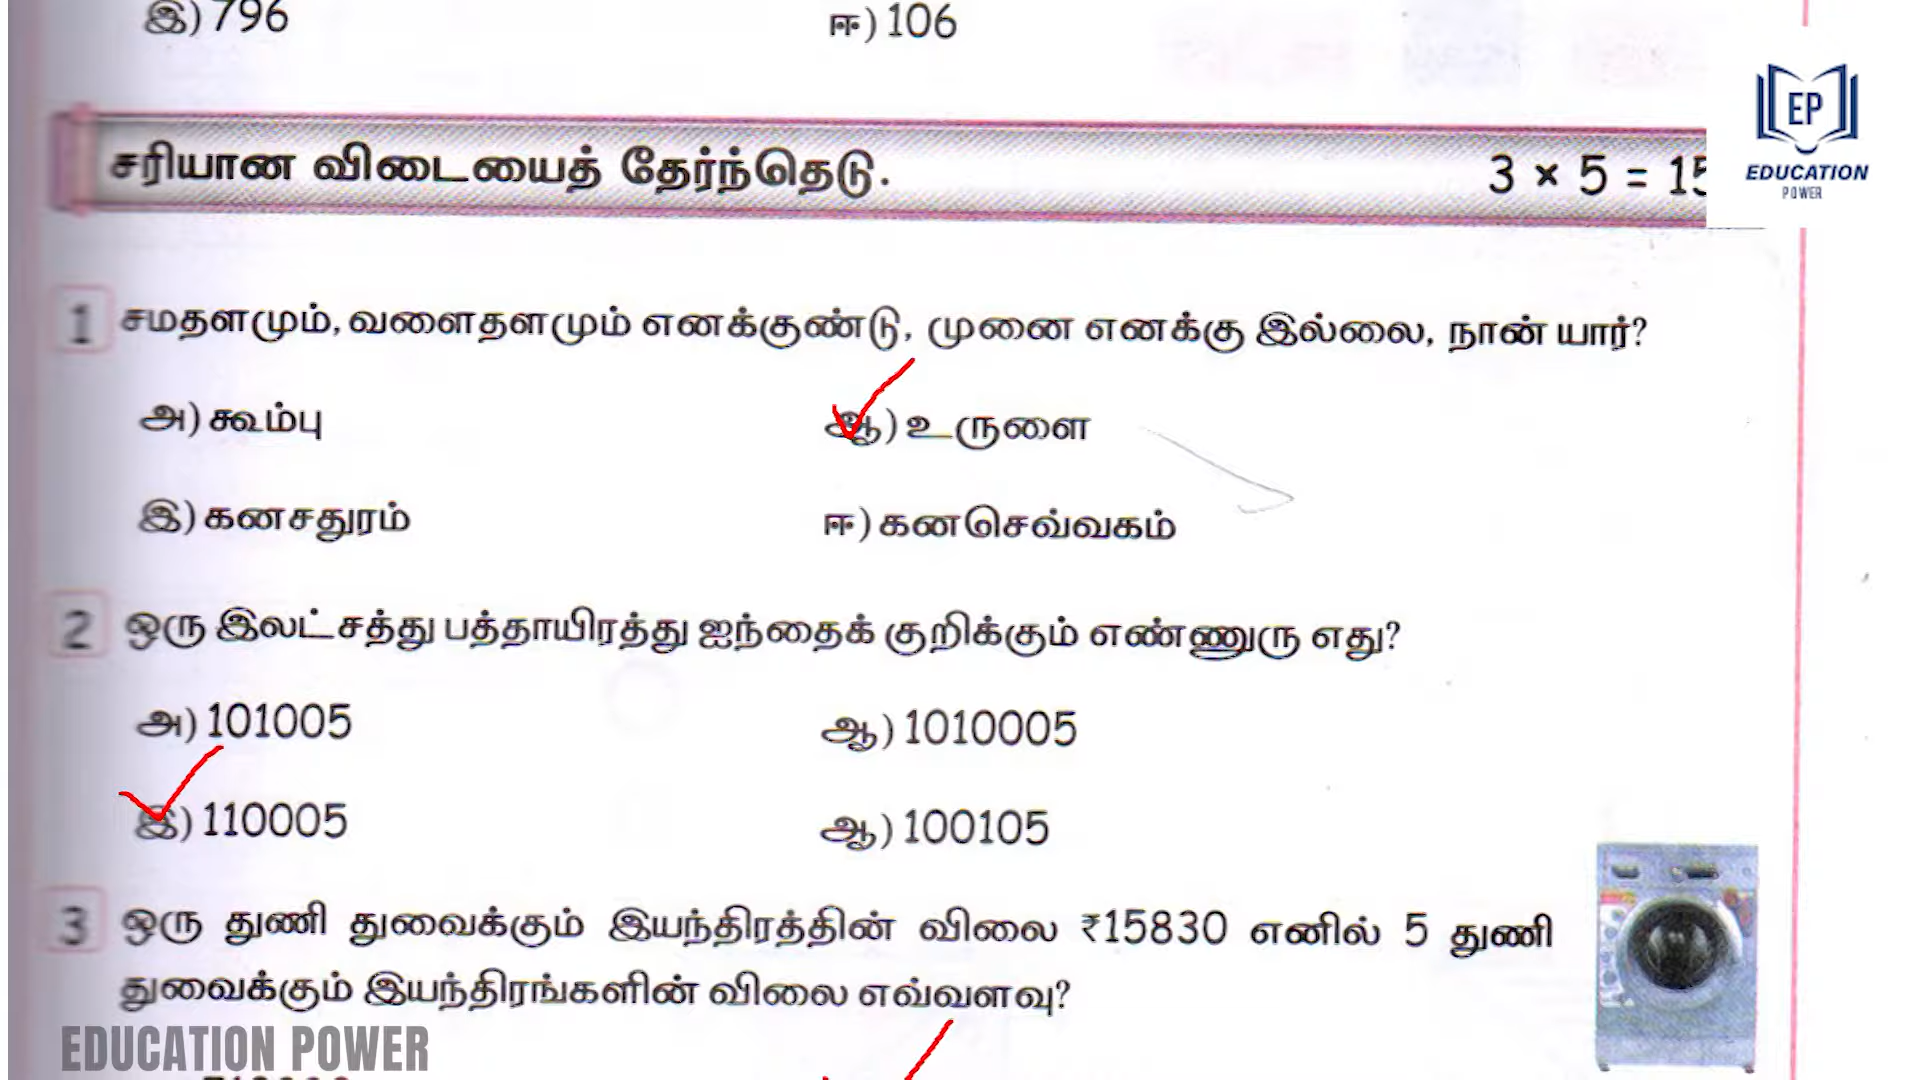 இ) 796
ஈ) 106
EP
EDUCATION
POWER
சரியான விடையைத் தேர்ந்தெடு. 3 × 5 = 15
1 சமதளமும், வளைதளமும் எனக்குண்டு, முனை எனக்கு இல்லை, நான் யார்?
அ) கூம்பு
ஆ) உருளை
இ) கனசதுரம்
ஈ) கனசெவ்வகம்
2 ஒரு இலட்சத்து பத்தாயிரத்து ஐந்தைக் குறிக்கும் எண்ணுரு எது?
அ) 101005
ஆ) 1010005
இ) 110005
ஆ) 100105
3 ஒரு துணி துவைக்கும் இயந்திரத்தின் விலை ₹15830 எனில் 5 துணி
துவைக்கும் இயந்திரங்களின் விலை எவ்வளவு?
EDUCATION POWER